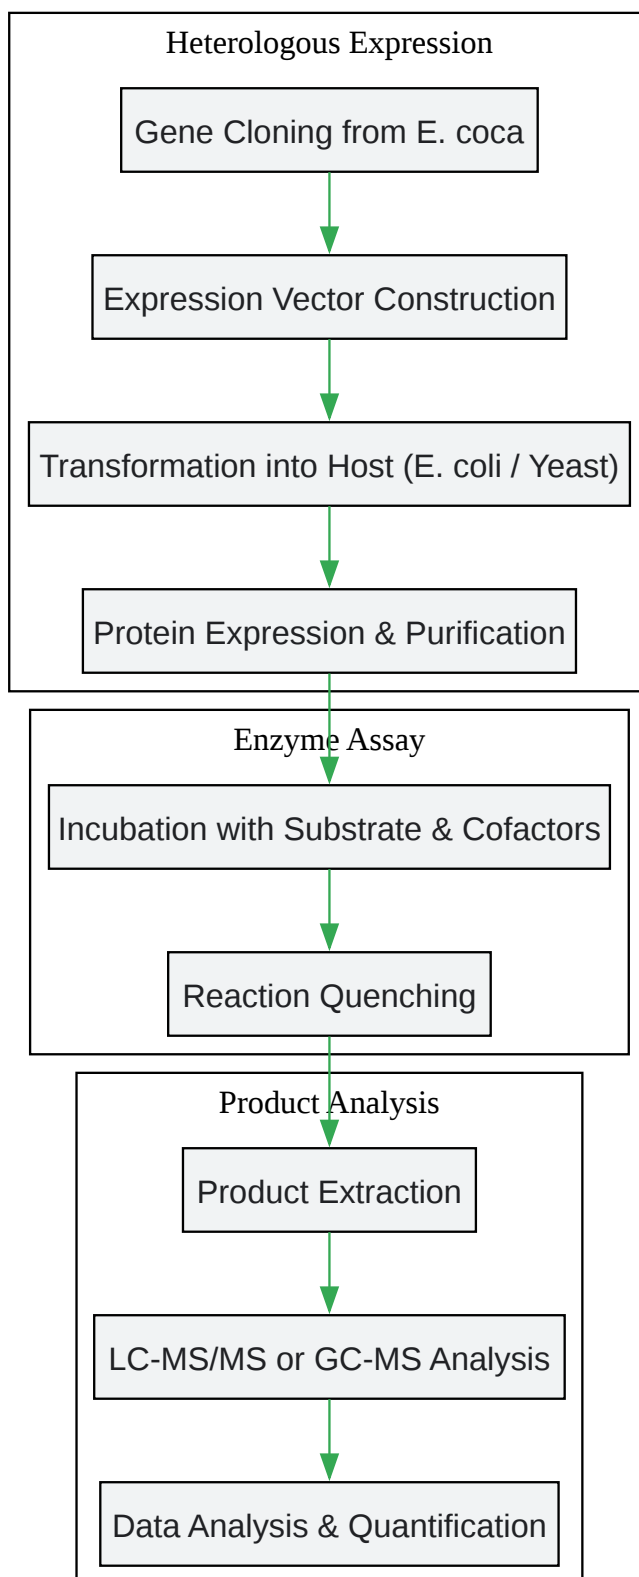 Heterologous Expression
Gene Cloning from E. coca
Expression Vector Construction
Transformation into Host (E. coli / Yeast)
Protein Expression & Purification
Enzyme Assay
Incubation with Substrate & Cofactors
Reaction Quenching
Product Analysis
Product Extraction
LC-MS/MS or GC-MS Analysis
Data Analysis & Quantification